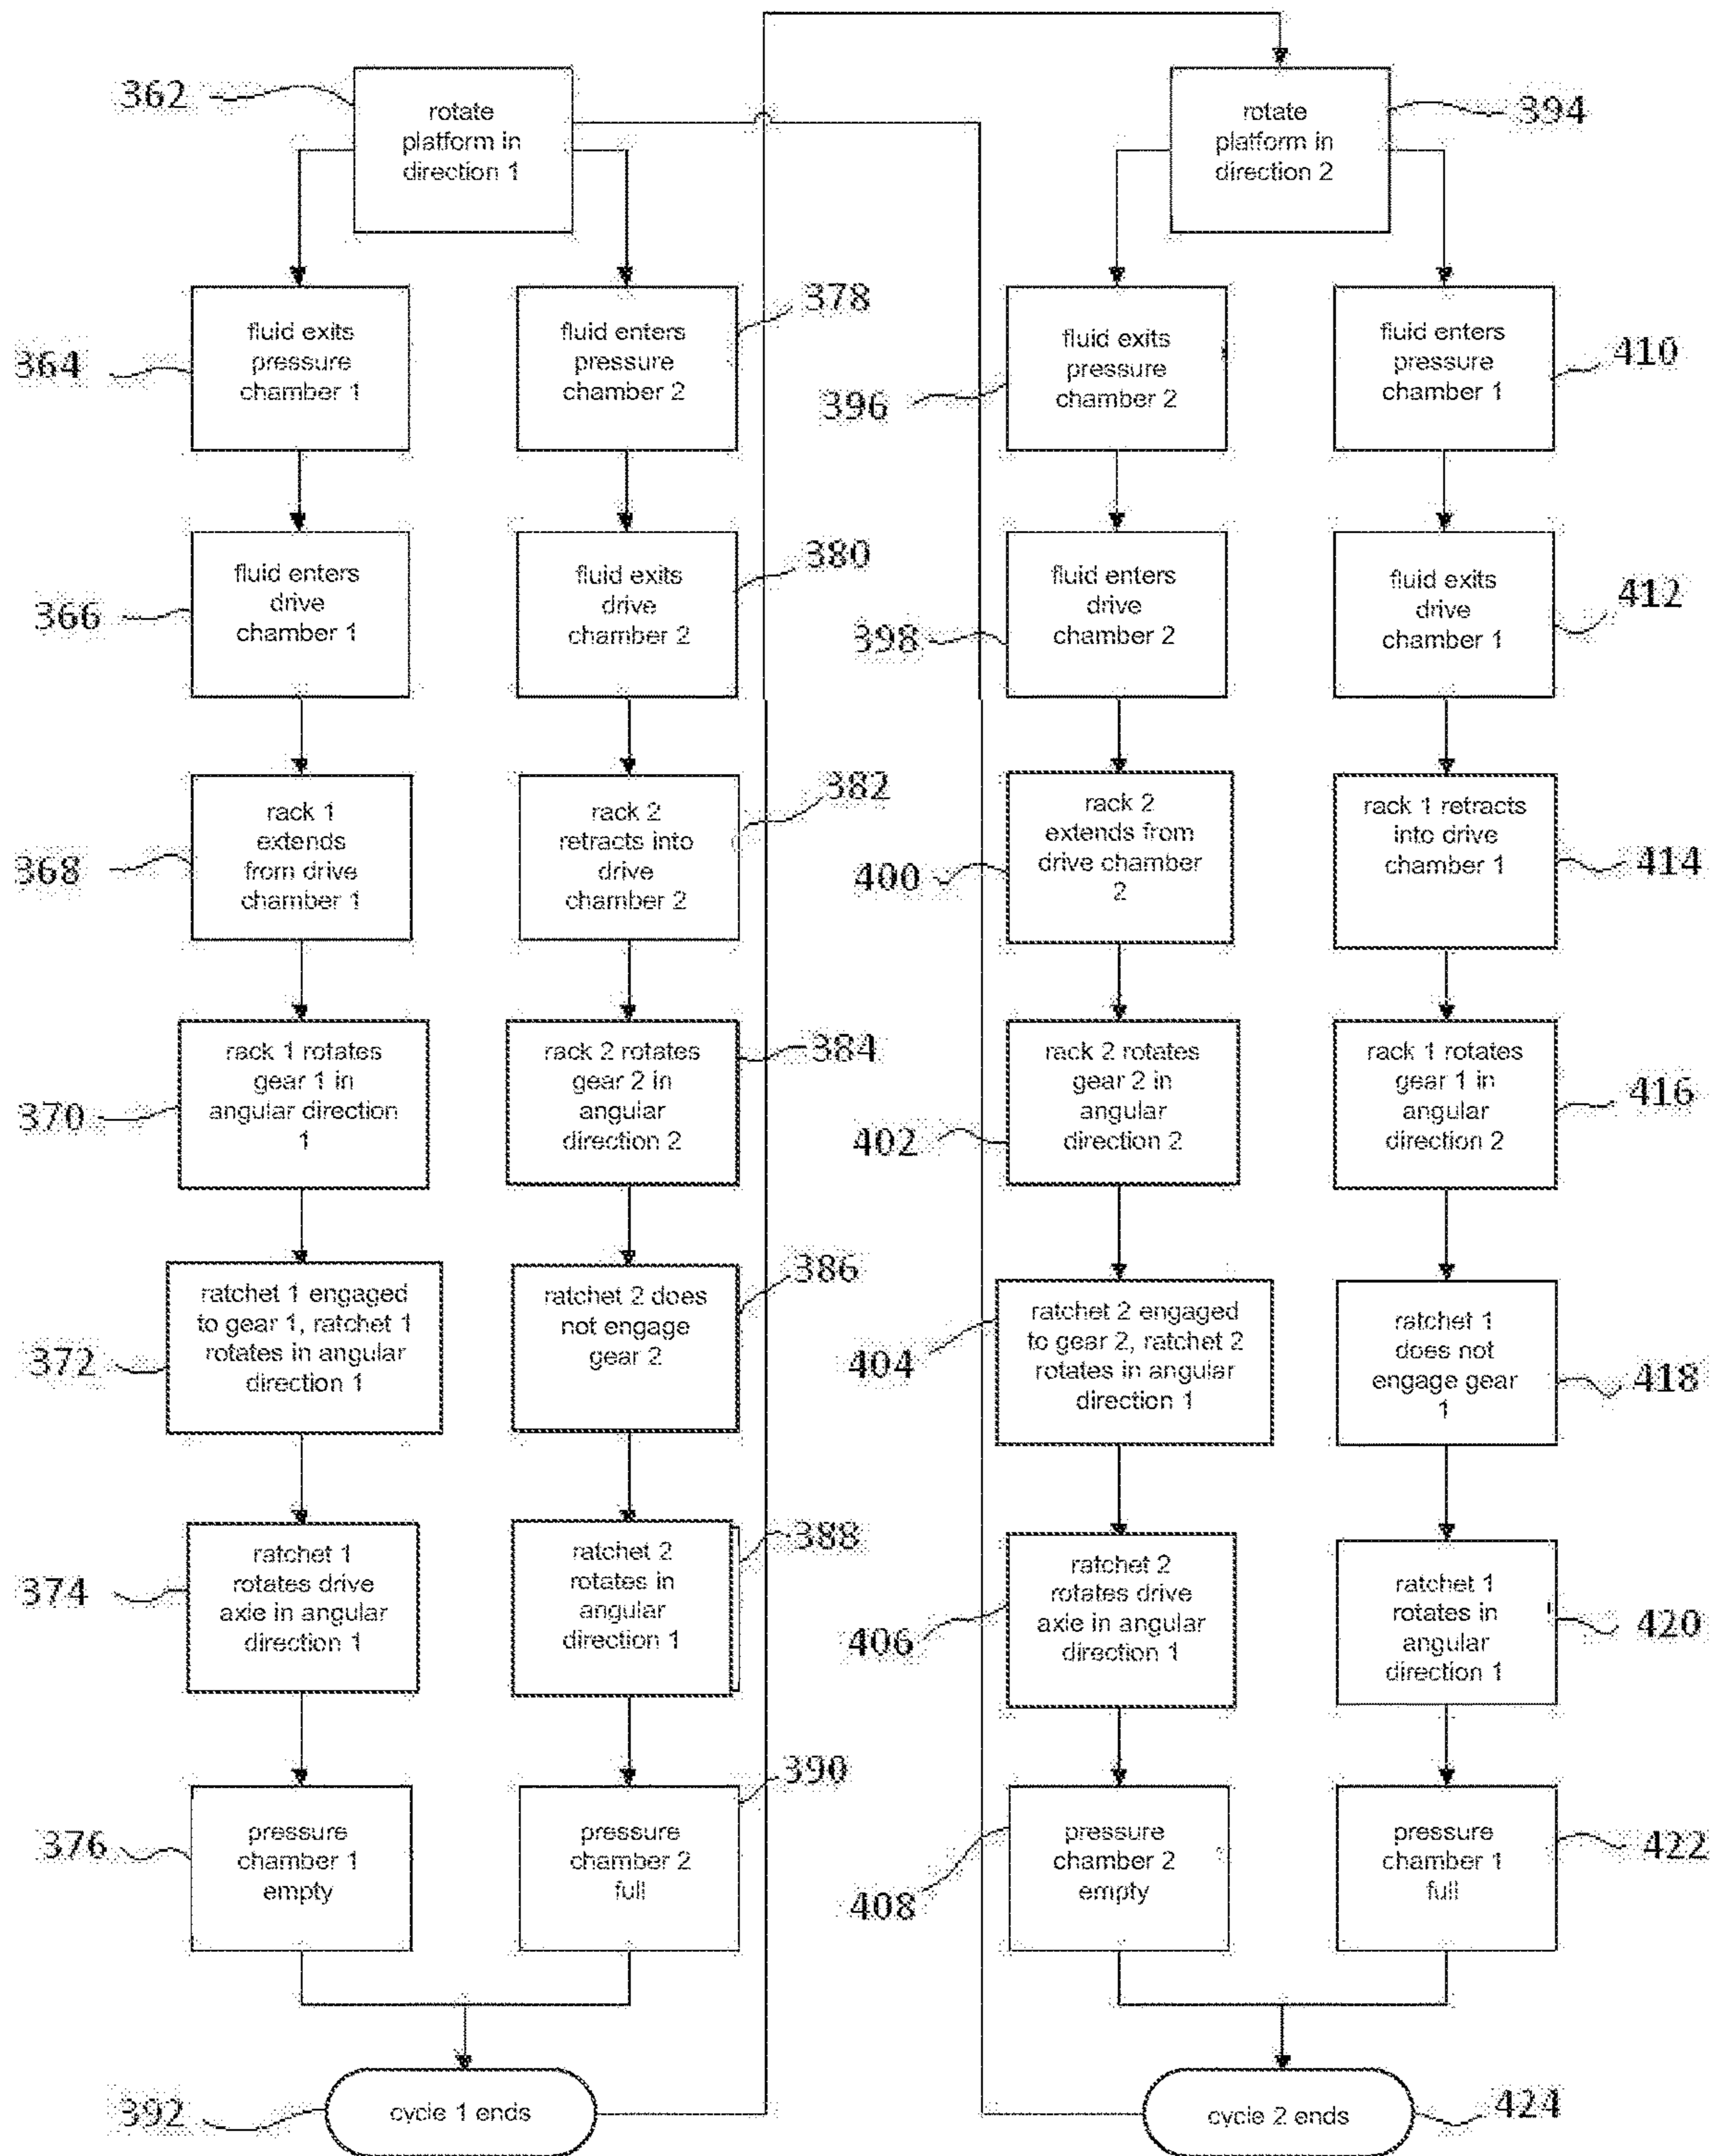 362
rotate
platform in
direction 1
364
fluid exits
pressure
chamber 1
366
fluid enters
drive
chamber 1
368
rack 1
extends
from drive
chamber 1
370
rack 1 rotates
gear 1 in
angular direction
1
372
ratchet 1 engaged
to gear 1, ratchet 1
rotates in angular
direction 1
374
ratchet 1
rotates drive
axle in angular
direction 1
376
pressure
chamber 1
empty
378
fluid enters
pressure
chamber 2
380
fluid exits
drive
chamber 2
382
rack 2
retracts into
drive
chamber 2
384
rack 2 rotates
gear 2 in
angular
direction 2
386
ratchet 2 does
not engage
gear 2
388
ratchet 2
rotates in
angular
direction 1
390
pressure
chamber 2
full
392
cycle 1 ends
394
rotate
platform in
direction 2
396
fluid exits
pressure
chamber 2
398
fluid enters
drive
chamber 2
400
rack 2
extends from
drive chamber
2
402
rack 2 rotates
gear 2 in
angular
direction 2
404
ratchet 2 engaged
to gear 2, ratchet 2
rotates in angular
direction 1
406
ratchet 2
rotates drive
axle in angular
direction 1
408
pressure
chamber 2
empty
410
fluid enters
pressure
chamber 1
412
fluid exits
drive
chamber 1
414
rack 1 retracts
into drive
chamber 1
416
rack 1 rotates
gear 1 in
angular
direction 2
418
ratchet 1
does not
engage gear
1
420
ratchet 1
rotates in
angular
direction 1
422
pressure
chamber 1
full
424
cycle 2 ends